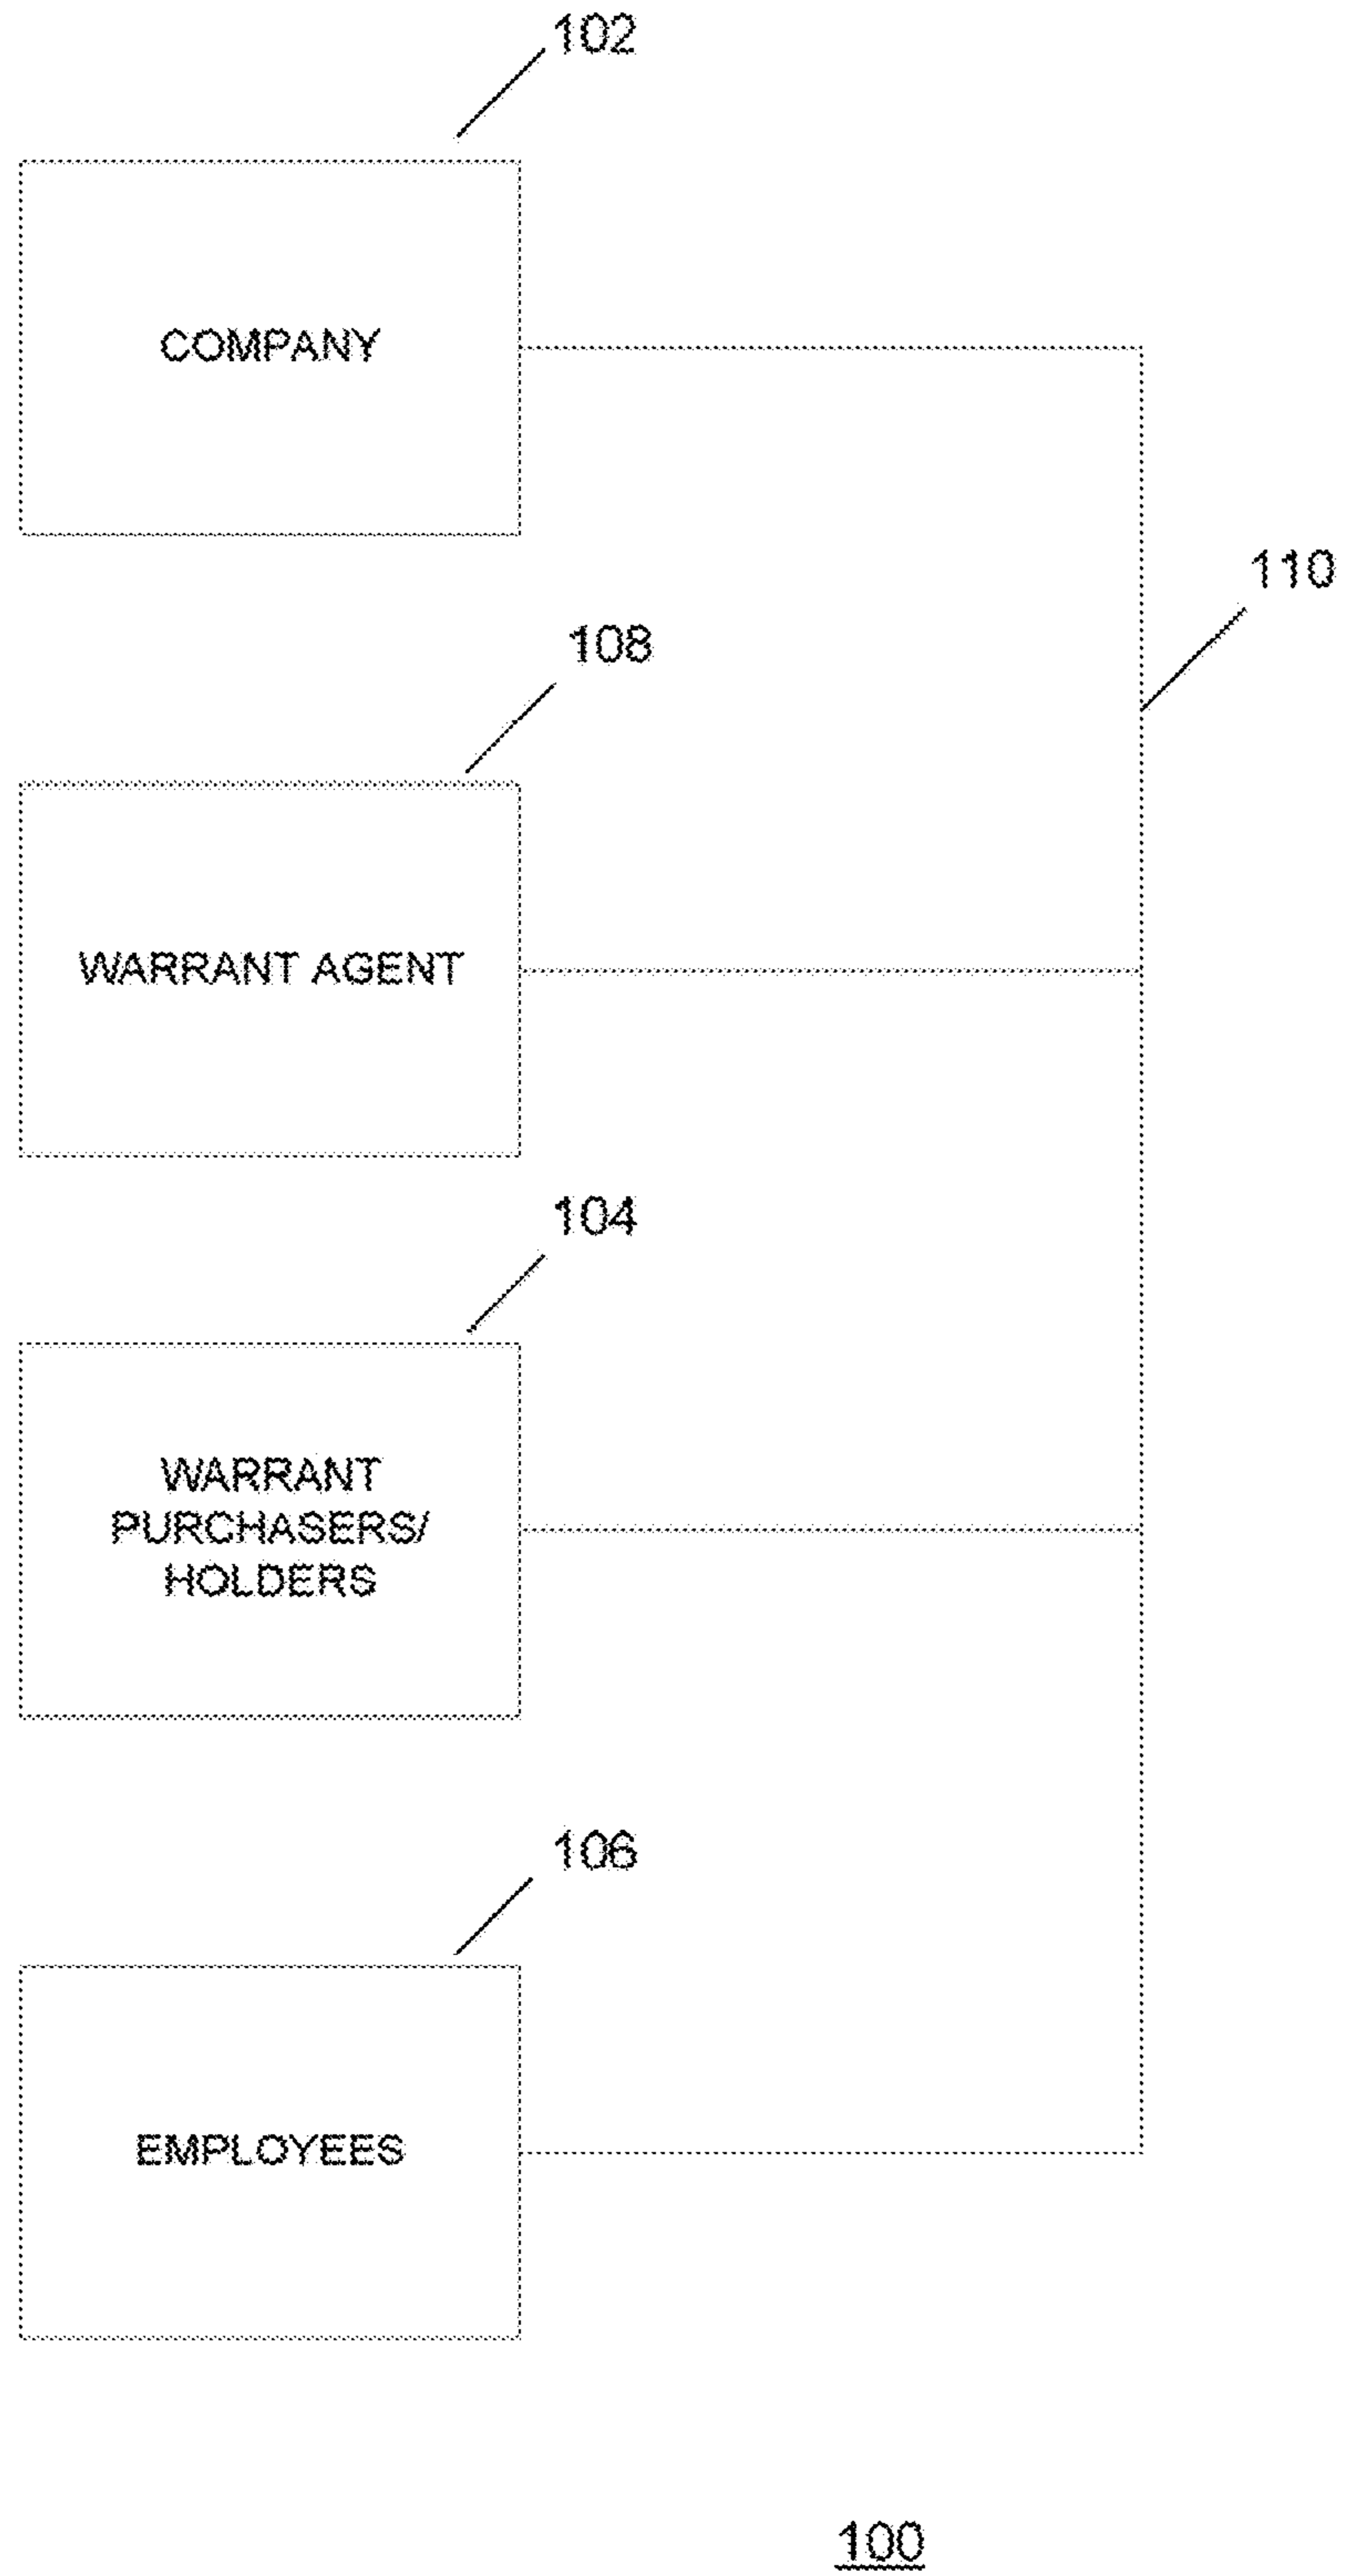 102
COMPANY
110
108
WARRANT AGENT
104
WARRANT
PURCHASERS/
HOLDERS
106
EMPLOYEES
100